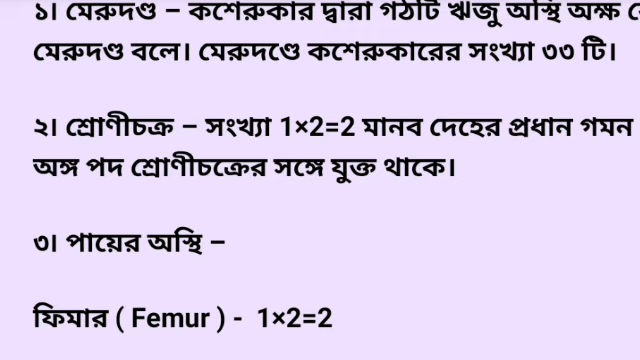 ১। মেরুদণ্ড – কশেরুকার দ্বারা গঠিট ঋজু অস্থি অক্ষ
মেরুদণ্ড বলে। মেরুদণ্ডে কশেরুকারের সংখ্যা ৩৩ টি।
২। শ্রোণীচক্র – সংখ্যা 1×2=2 মানব দেহের প্রধান গমন
অঙ্গ পদ শ্রোণীচক্রের সঙ্গে যুক্ত থাকে।
৩। পায়ের অস্থি –
ফিমার ( Femur ) - 1×2=2